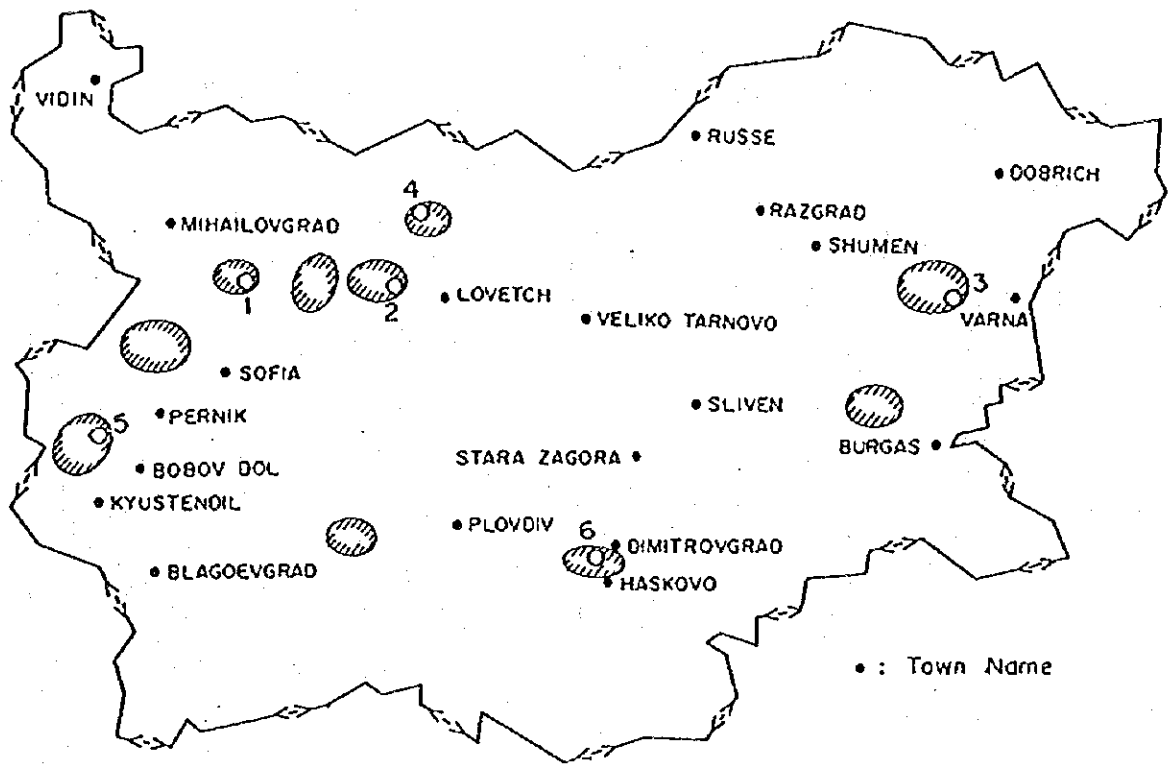 VIDIN
RUSSE
DOBRICH
4
MIHAILOVGRAD
RAZGRAD
SHUMEN
1
2
LOVETCH
3
VARNA
VELIKO TARNOVO
SOFIA
PERNIK
5
SLIVEN
BOBOV DOL
STARA ZAGORA
BURGAS
KYUSTENOIL
PLOVDIV
6
DIMITROVGRAD
BLAGOEVGRAD
HASKOVO
• : Town Name